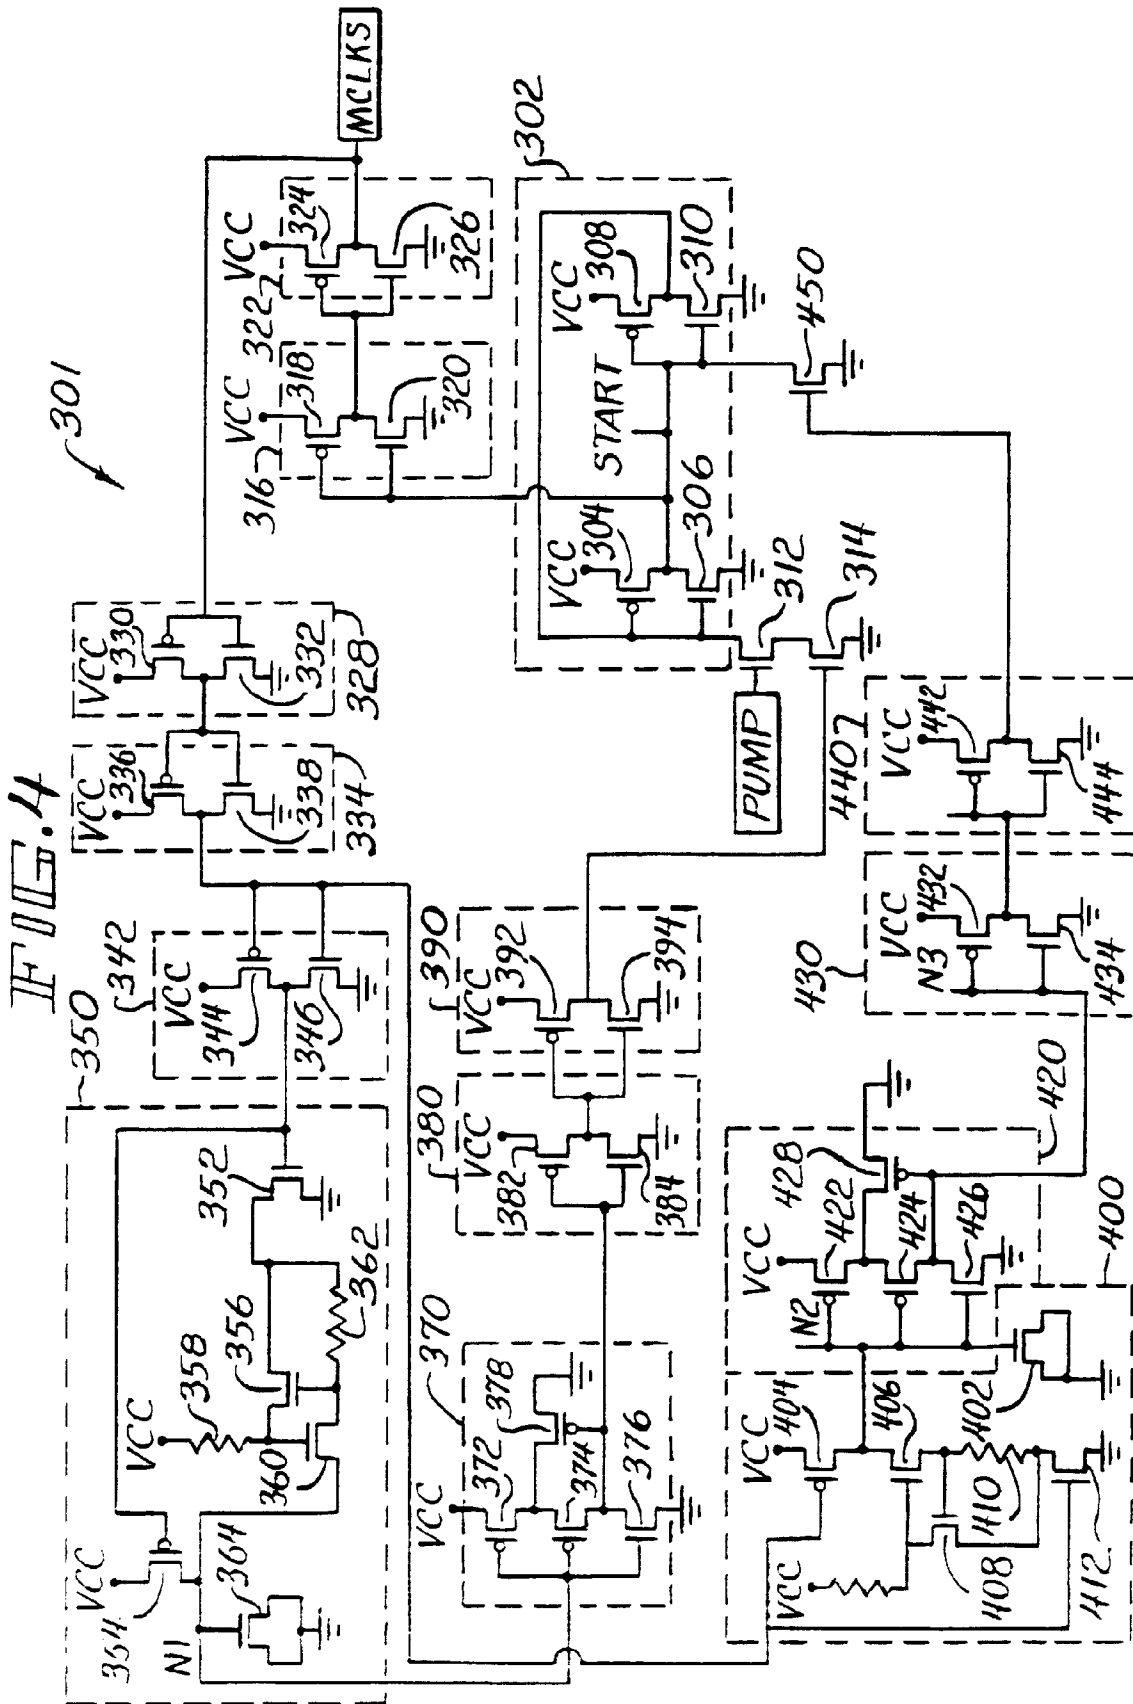 FIG.4
301
MCLKS
VCC
324
322
326
VCC
318
316
320
302
VCC
308
310
START
VCC
304
306
312
314
PUMP
450
VCC
330
332
328
VCC
336
338
334
342
VCC
344
346
350
352
362
356
358
VCC
360
364
354
VCC
N1
390
VCC
392
394
380
VCC
382
384
370
372
378
374
376
VCC
440
VCC
442
444
430
VCC
N3
432
434
420
428
VCC
422
424
426
N2
400
VCC
404
406
402
410
408
412
VCC